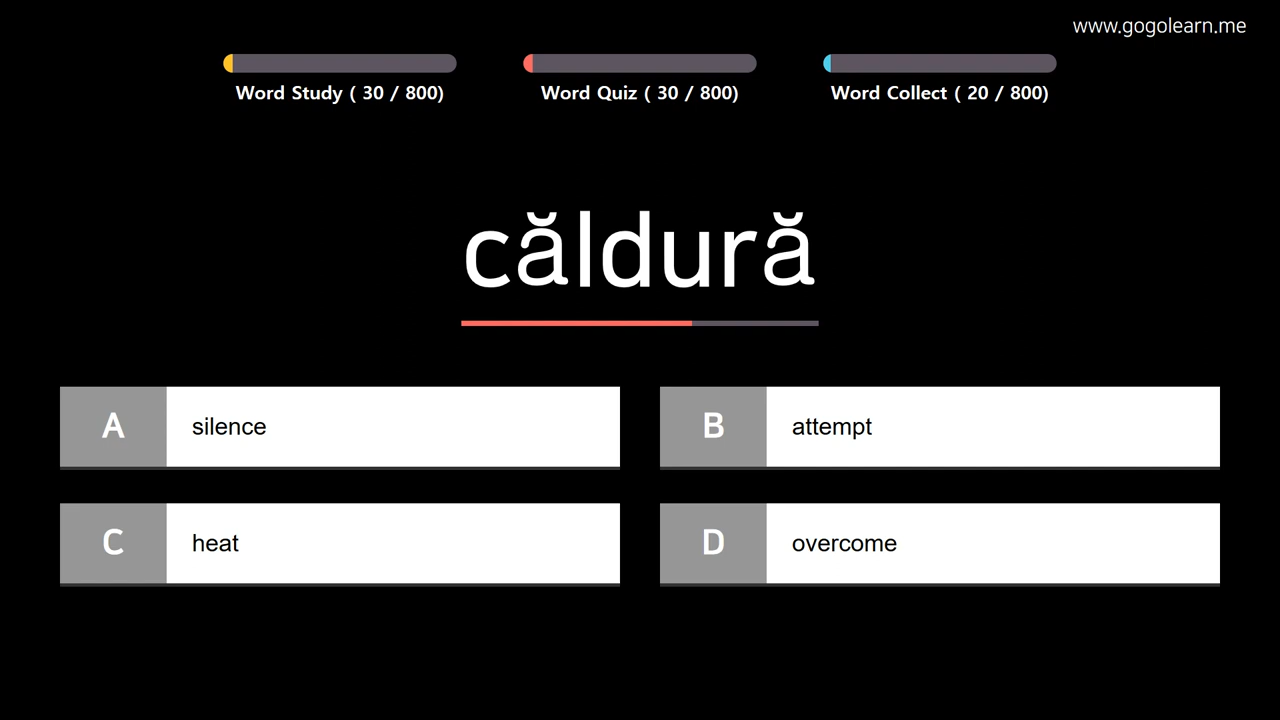 www.gogolearn.me
Word Study ( 30 / 800)
Word Quiz ( 30 / 800)
Word Collect ( 20 / 800)
căldură
A silence
B attempt
C heat
D overcome